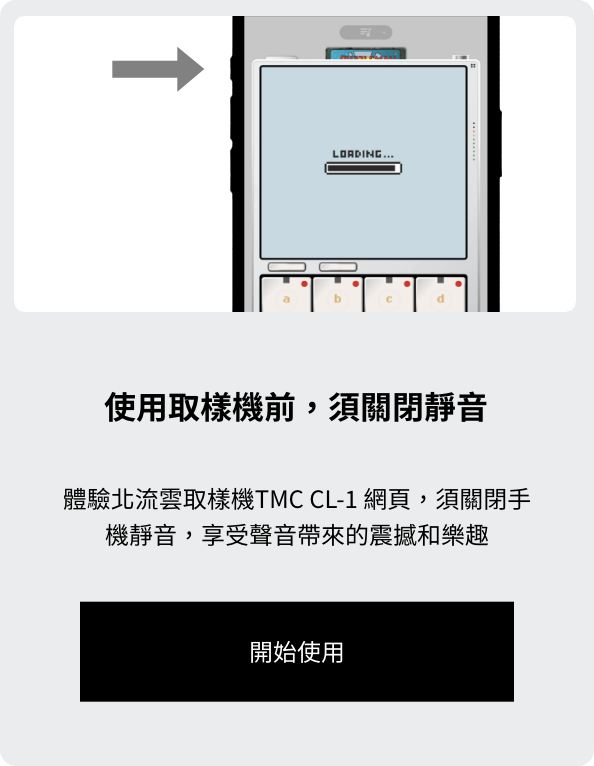 LOADING...
a b c d
使用取樣機前，須關閉靜音
體驗北流雲取樣機TMC CL-1 網頁，須關閉手
機靜音，享受聲音帶來的震撼和樂趣
開始使用